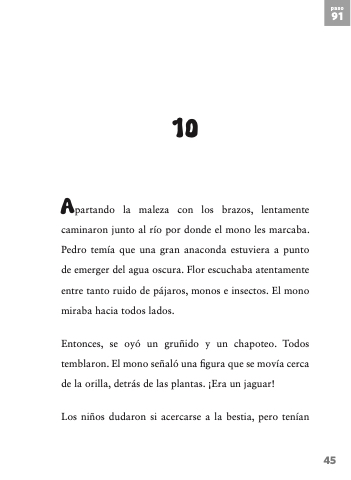 paso
91
10
Apartando la maleza con los brazos, lentamente
caminaron junto al río por donde el mono les marcaba.
Pedro temía que una gran anaconda estuviera a punto
de emerger del agua oscura. Flor escuchaba atentamente
entre tanto ruido de pájaros, monos e insectos. El mono
miraba hacia todos lados.
Entonces, se oyó un gruñido y un chapoteo. Todos
temblaron. El mono señaló una figura que se movía cerca
de la orilla, detrás de las plantas. ¡Era un jaguar!
Los niños dudaron si acercarse a la bestia, pero tenían
45